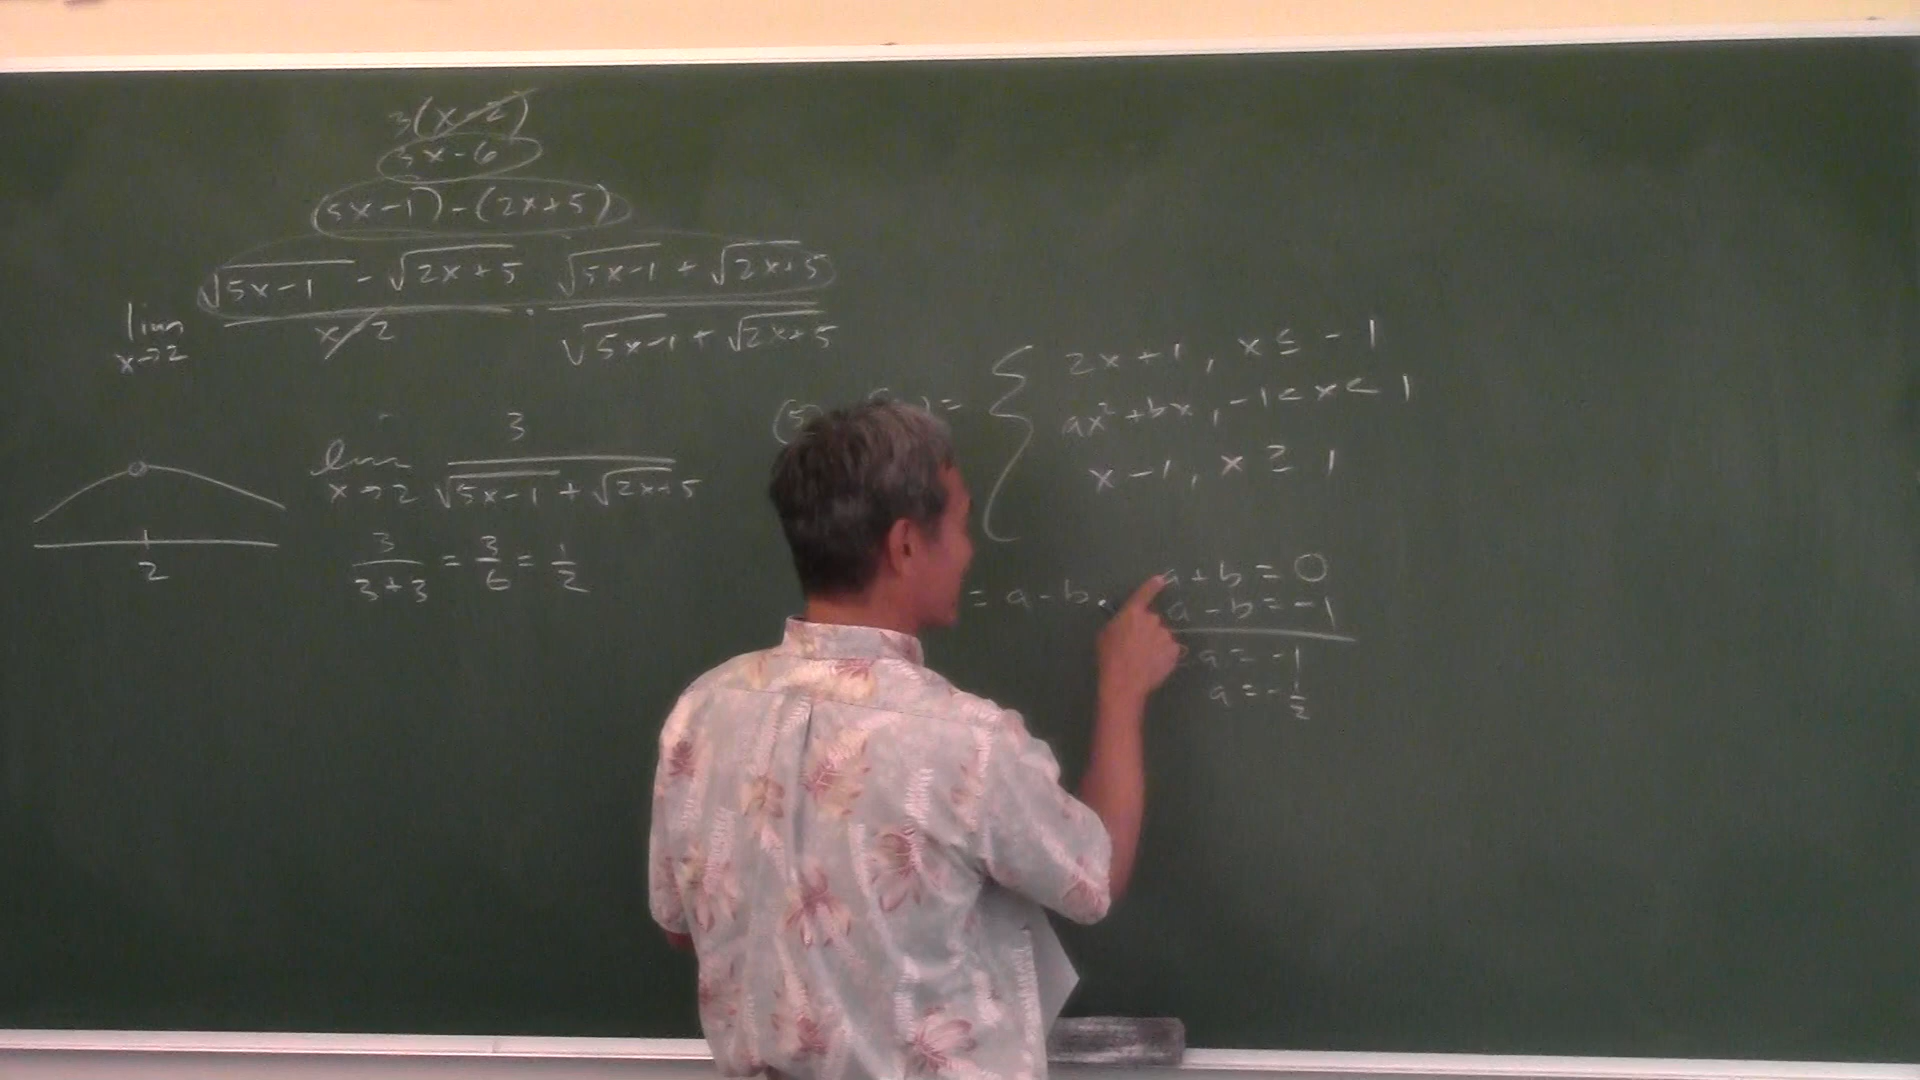 3(x-2)
3x-6
(5x-1)-(2x+5)
lim x→2 √5x-1 - √2x+5 / x-2 · √5x-1 + √2x+5 / √5x-1 + √2x+5
lim x→2 3 / √5x-1 + √2x+5
2
3/3+3 = 3/6 = 1/2
(5) ) = { 2x+1, x≤-1
ax²+bx, -1<x<1
x-1, x≥1
= a-b
a+b=0
a-b=-1
2a=-1
a=-1/2